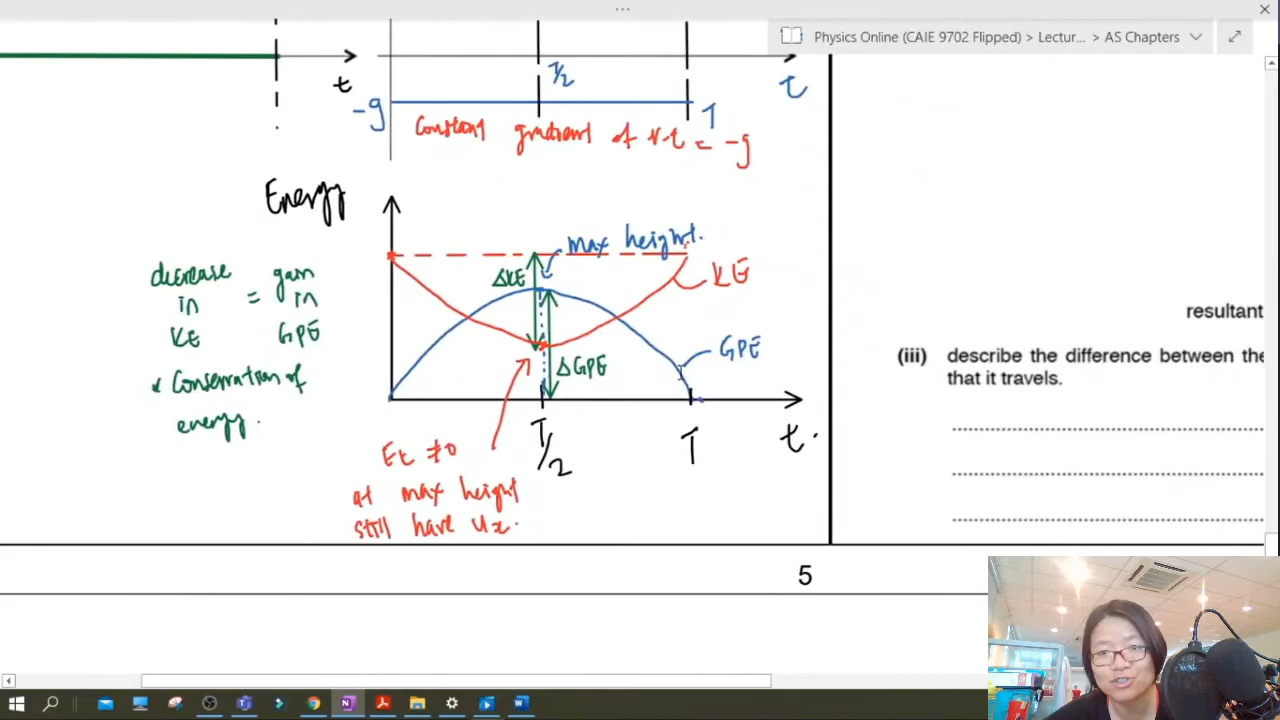 Physics Online (CAIE 9702 Flipped) > Lectur... > AS Chapters
t
T/2
t
-g
T
Constant gradient of v-t = -g
Energy
max height.
decrease gain
in = in
KE GPE
* Conservation of
energy.
ΔKE
KE
GPE
ΔGPE
T/2
T
t.
Ek ≠0
at max height
still have Ux.
resultant
(iii) describe the difference between the
that it travels.
5